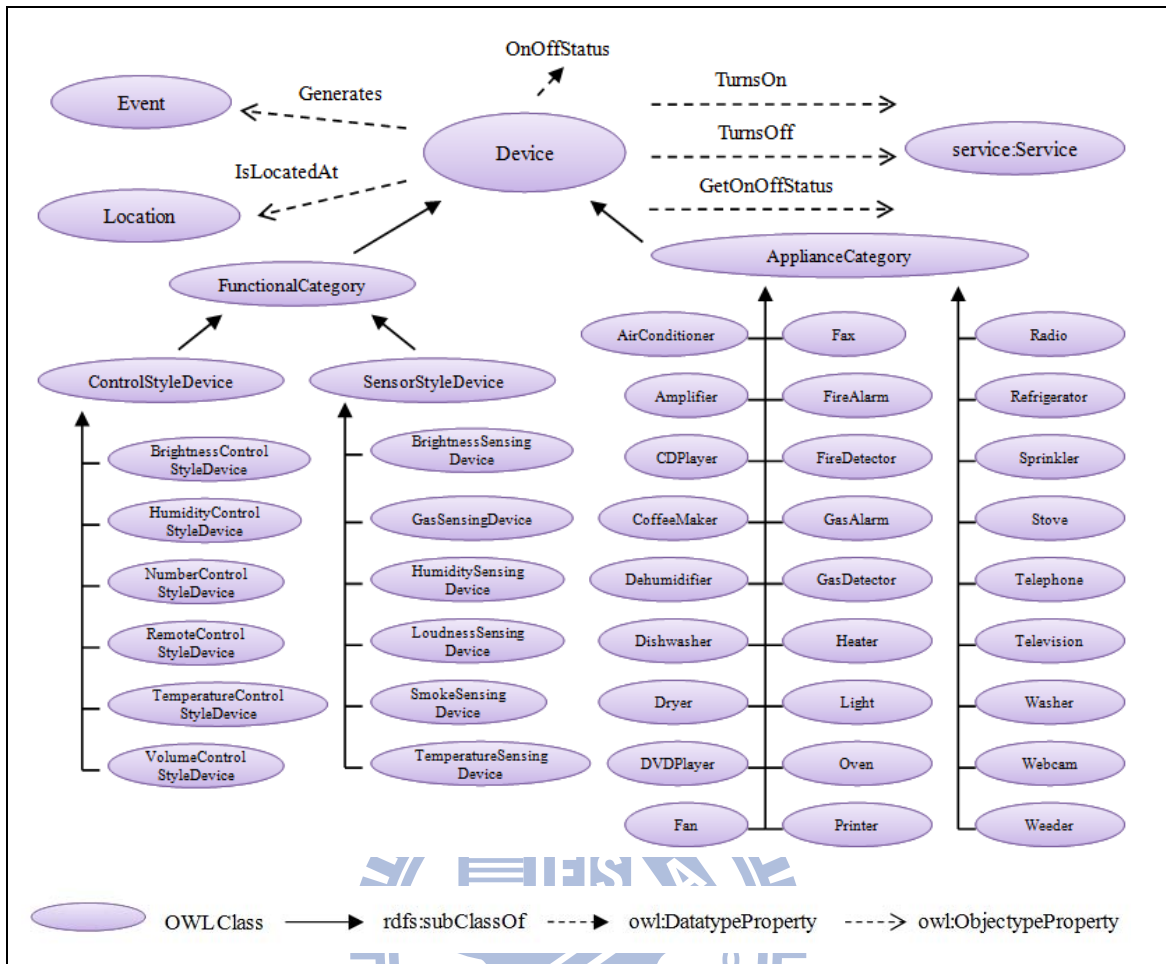 OnOffStatus
Event
Generates
TurnsOn
Device
TurnsOff
service:Service
IsLocatedAt
GetOnOffStatus
Location
ApplianceCategory
FunctionalCategory
ControlStyleDevice
SensorStyleDevice
BrightnessControl
StyleDevice
HumidityControl
StyleDevice
NumberControl
StyleDevice
RemoteControl
StyleDevice
TemperatureControl
StyleDevice
VolumeControl
StyleDevice
BrightnessSensing
Device
GasSensingDevice
HumiditySensing
Device
LoudnessSensing
Device
SmokeSensing
Device
TemperatureSensing
Device
AirConditioner
Amplifier
CDPlayer
CoffeeMaker
Dehumidifier
Dishwasher
Dryer
DVDPlayer
Fan
Fax
FireAlarm
FireDetector
GasAlarm
GasDetector
Heater
Light
Oven
Printer
Radio
Refrigerator
Sprinkler
Stove
Telephone
Television
Washer
Webcam
Weeder
OWLClass
rdfs:subClassOf
owl:DatatypeProperty
owl:ObjectypeProperty